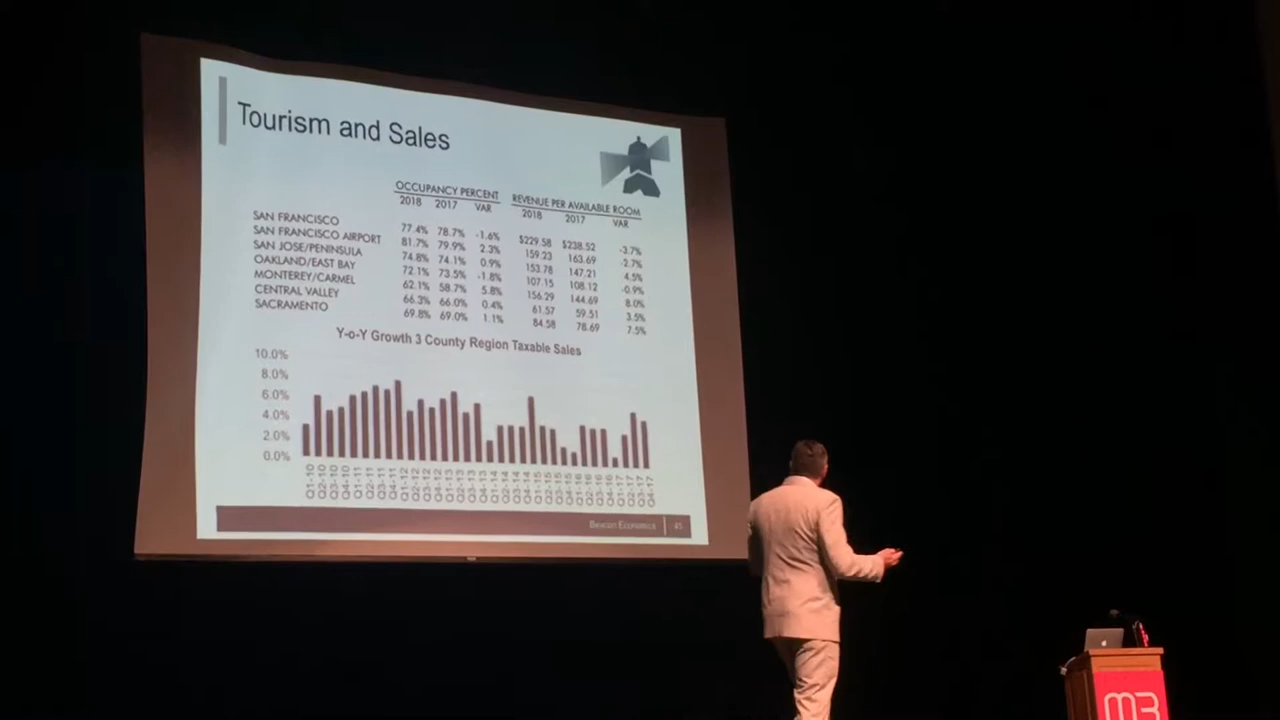 Tourism and Sales
OCCUPANCY PERCENT REVENUE PER AVAILABLE ROOM
2018 2017 VAR 2018 2017 VAR
SAN FRANCISCO 77.4% 78.7% -1.6% $229.58 $238.52 -3.7%
SAN FRANCISCO AIRPORT 81.7% 79.9% 2.3% 159.23 163.69 -2.7%
SAN JOSE/PENINSULA 74.8% 74.1% 0.9% 153.78 147.21 4.5%
OAKLAND/EAST BAY 72.1% 73.5% -1.8% 107.15 108.12 -0.9%
MONTEREY/CARMEL 62.1% 58.7% 5.8% 156.29 144.69 8.0%
CENTRAL VALLEY 66.3% 66.0% 0.4% 61.57 59.51 3.5%
SACRAMENTO 69.8% 69.0% 1.1% 84.58 78.69 7.5%
Y-o-Y Growth 3 County Region Taxable Sales
10.0%
8.0%
6.0%
4.0%
2.0%
0.0%
Q1-10 Q2-10 Q3-10 Q4-10 Q1-11 Q2-11 Q3-11 Q4-11 Q1-12 Q2-12 Q3-12 Q4-12 Q1-13 Q2-13 Q3-13 Q4-13 Q1-14 Q2-14 Q3-14 Q4-14 Q1-15 Q2-15 Q3-15 Q4-15 Q1-16 Q2-16 Q3-16 Q4-16 Q1-17 Q2-17 Q3-17 Q4-17
45
M3